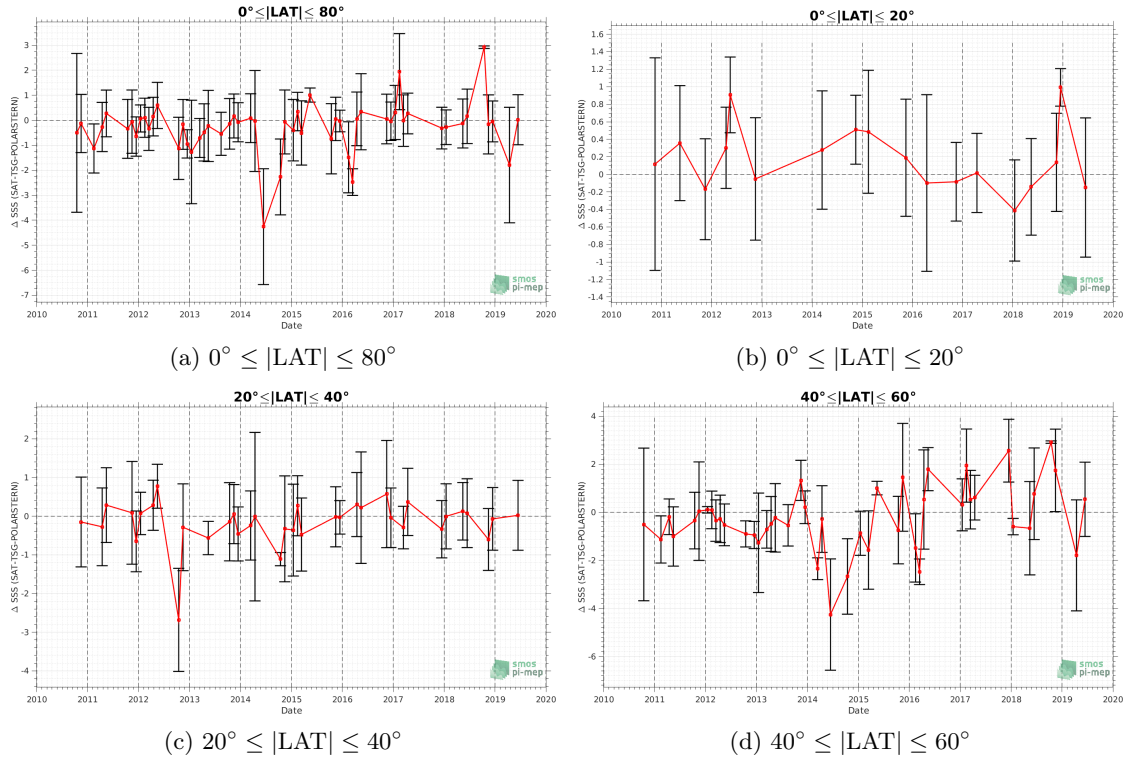 0°≤|LAT|≤ 80°
3
2
1
0
-1
-2
-3
-4
-5
-6
-7
Δ SSS (SAT-TSG-POLARSTERN)
2010 2011 2012 2013 2014 2015 2016 2017 2018 2019 2020
Date
smos
pi-mep
(a) 0° ≤ |LAT| ≤ 80°
0°≤|LAT|≤ 20°
1.6
1.4
1.2
1
0.8
0.6
0.4
0.2
0
-0.2
-0.4
-0.6
-0.8
-1
-1.2
-1.4
Δ SSS (SAT-TSG-POLARSTERN)
2011 2012 2013 2014 2015 2016 2017 2018 2019 2020
Date
smos
pi-mep
(b) 0° ≤ |LAT| ≤ 20°
20°≤|LAT|≤ 40°
2
1
0
-1
-2
-3
-4
Δ SSS (SAT-TSG-POLARSTERN)
2010 2011 2012 2013 2014 2015 2016 2017 2018 2019 2020
Date
smos
pi-mep
(c) 20° ≤ |LAT| ≤ 40°
40°≤|LAT|≤ 60°
4
2
0
-2
-4
-6
Δ SSS (SAT-TSG-POLARSTERN)
2010 2011 2012 2013 2014 2015 2016 2017 2018 2019 2020
Date
smos
pi-mep
(d) 40° ≤ |LAT| ≤ 60°